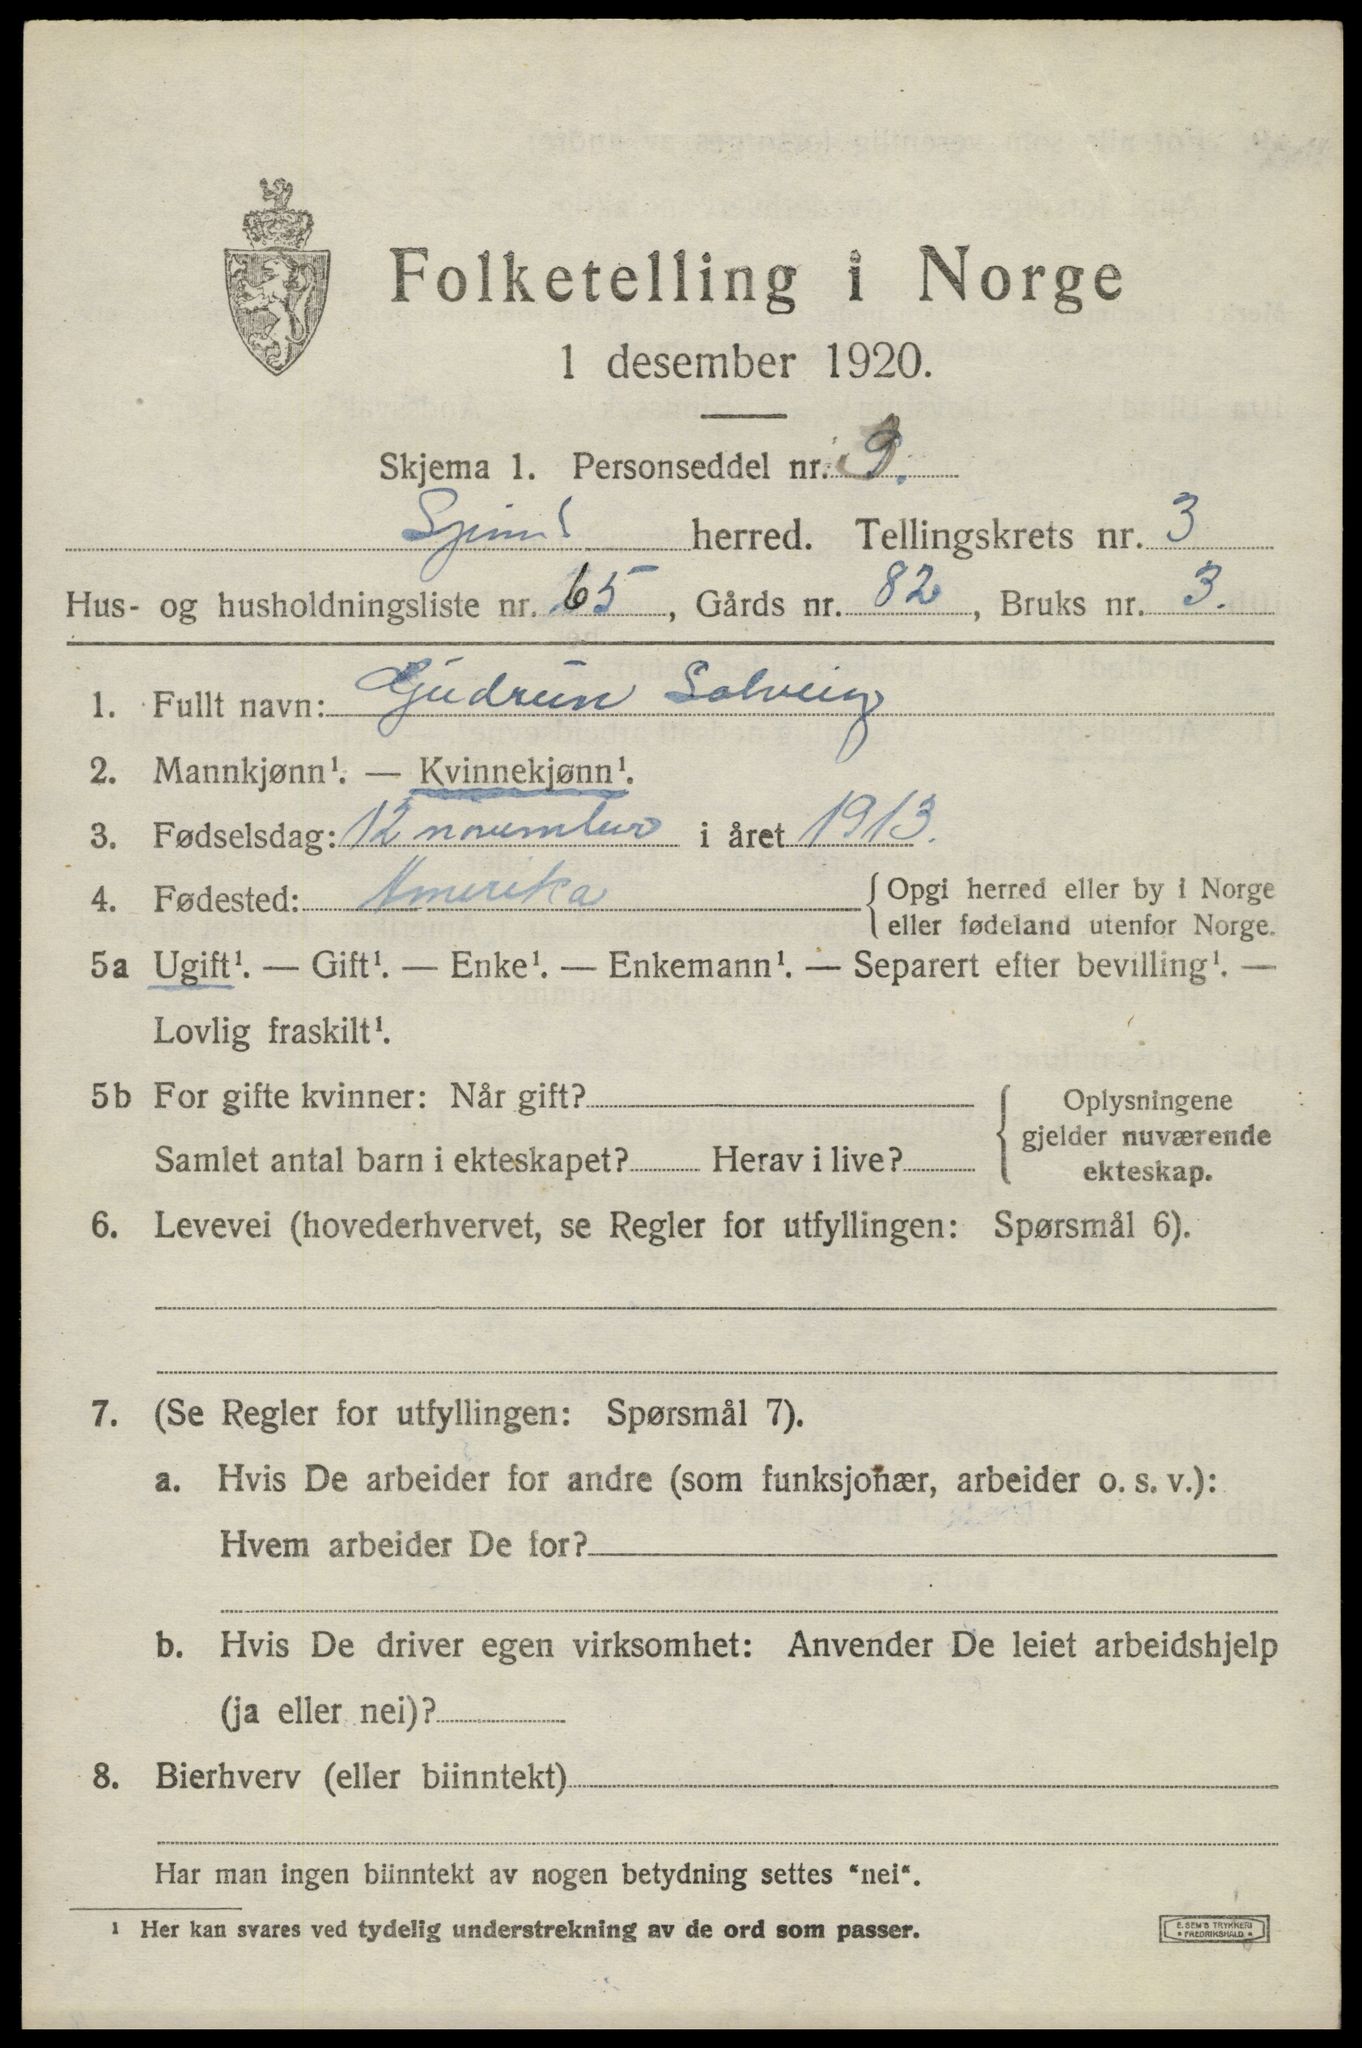 Folketelling i Norge
1 desember 1920.
Skjema 1. Personseddel nr. 9.
herred. Tellingskrets nr. 3
Hus- og husholdningsliste nr. 65, Gårds nr. 82, Bruks nr. 3.
1. Fullt navn: Gudrun Solveig
2. Mannkjønn¹. — Kvinnekjønn¹.
3. Fødselsdag: 12 november i året 1913.
4. Fødested: Amerika { Opgi herred eller by i Norge
eller fødeland utenfor Norge.
5a Ugift¹. — Gift¹. — Enke¹. — Enkemann¹. — Separert efter bevilling¹. —
Lovlig fraskilt¹.
5b For gifte kvinner: Når gift?
Samlet antal barn i ekteskapet? Herav i live?
{ Oplysningene
gjelder nuværende
ekteskap.
6. Levevei (hovederhvervet, se Regler for utfyllingen: Spørsmål 6).
7. (Se Regler for utfyllingen: Spørsmål 7).
a. Hvis De arbeider for andre (som funksjonær, arbeider o. s. v.):
Hvem arbeider De for?
b. Hvis De driver egen virksomhet: Anvender De leiet arbeidshjelp
(ja eller nei)?
8. Bierhverv (eller biinntekt)
Har man ingen biinntekt av nogen betydning settes "nei".
¹ Her kan svares ved tydelig understrekning av de ord som passer.
E. SEM'S TRYKKERI
* FREDRIKSHALD *